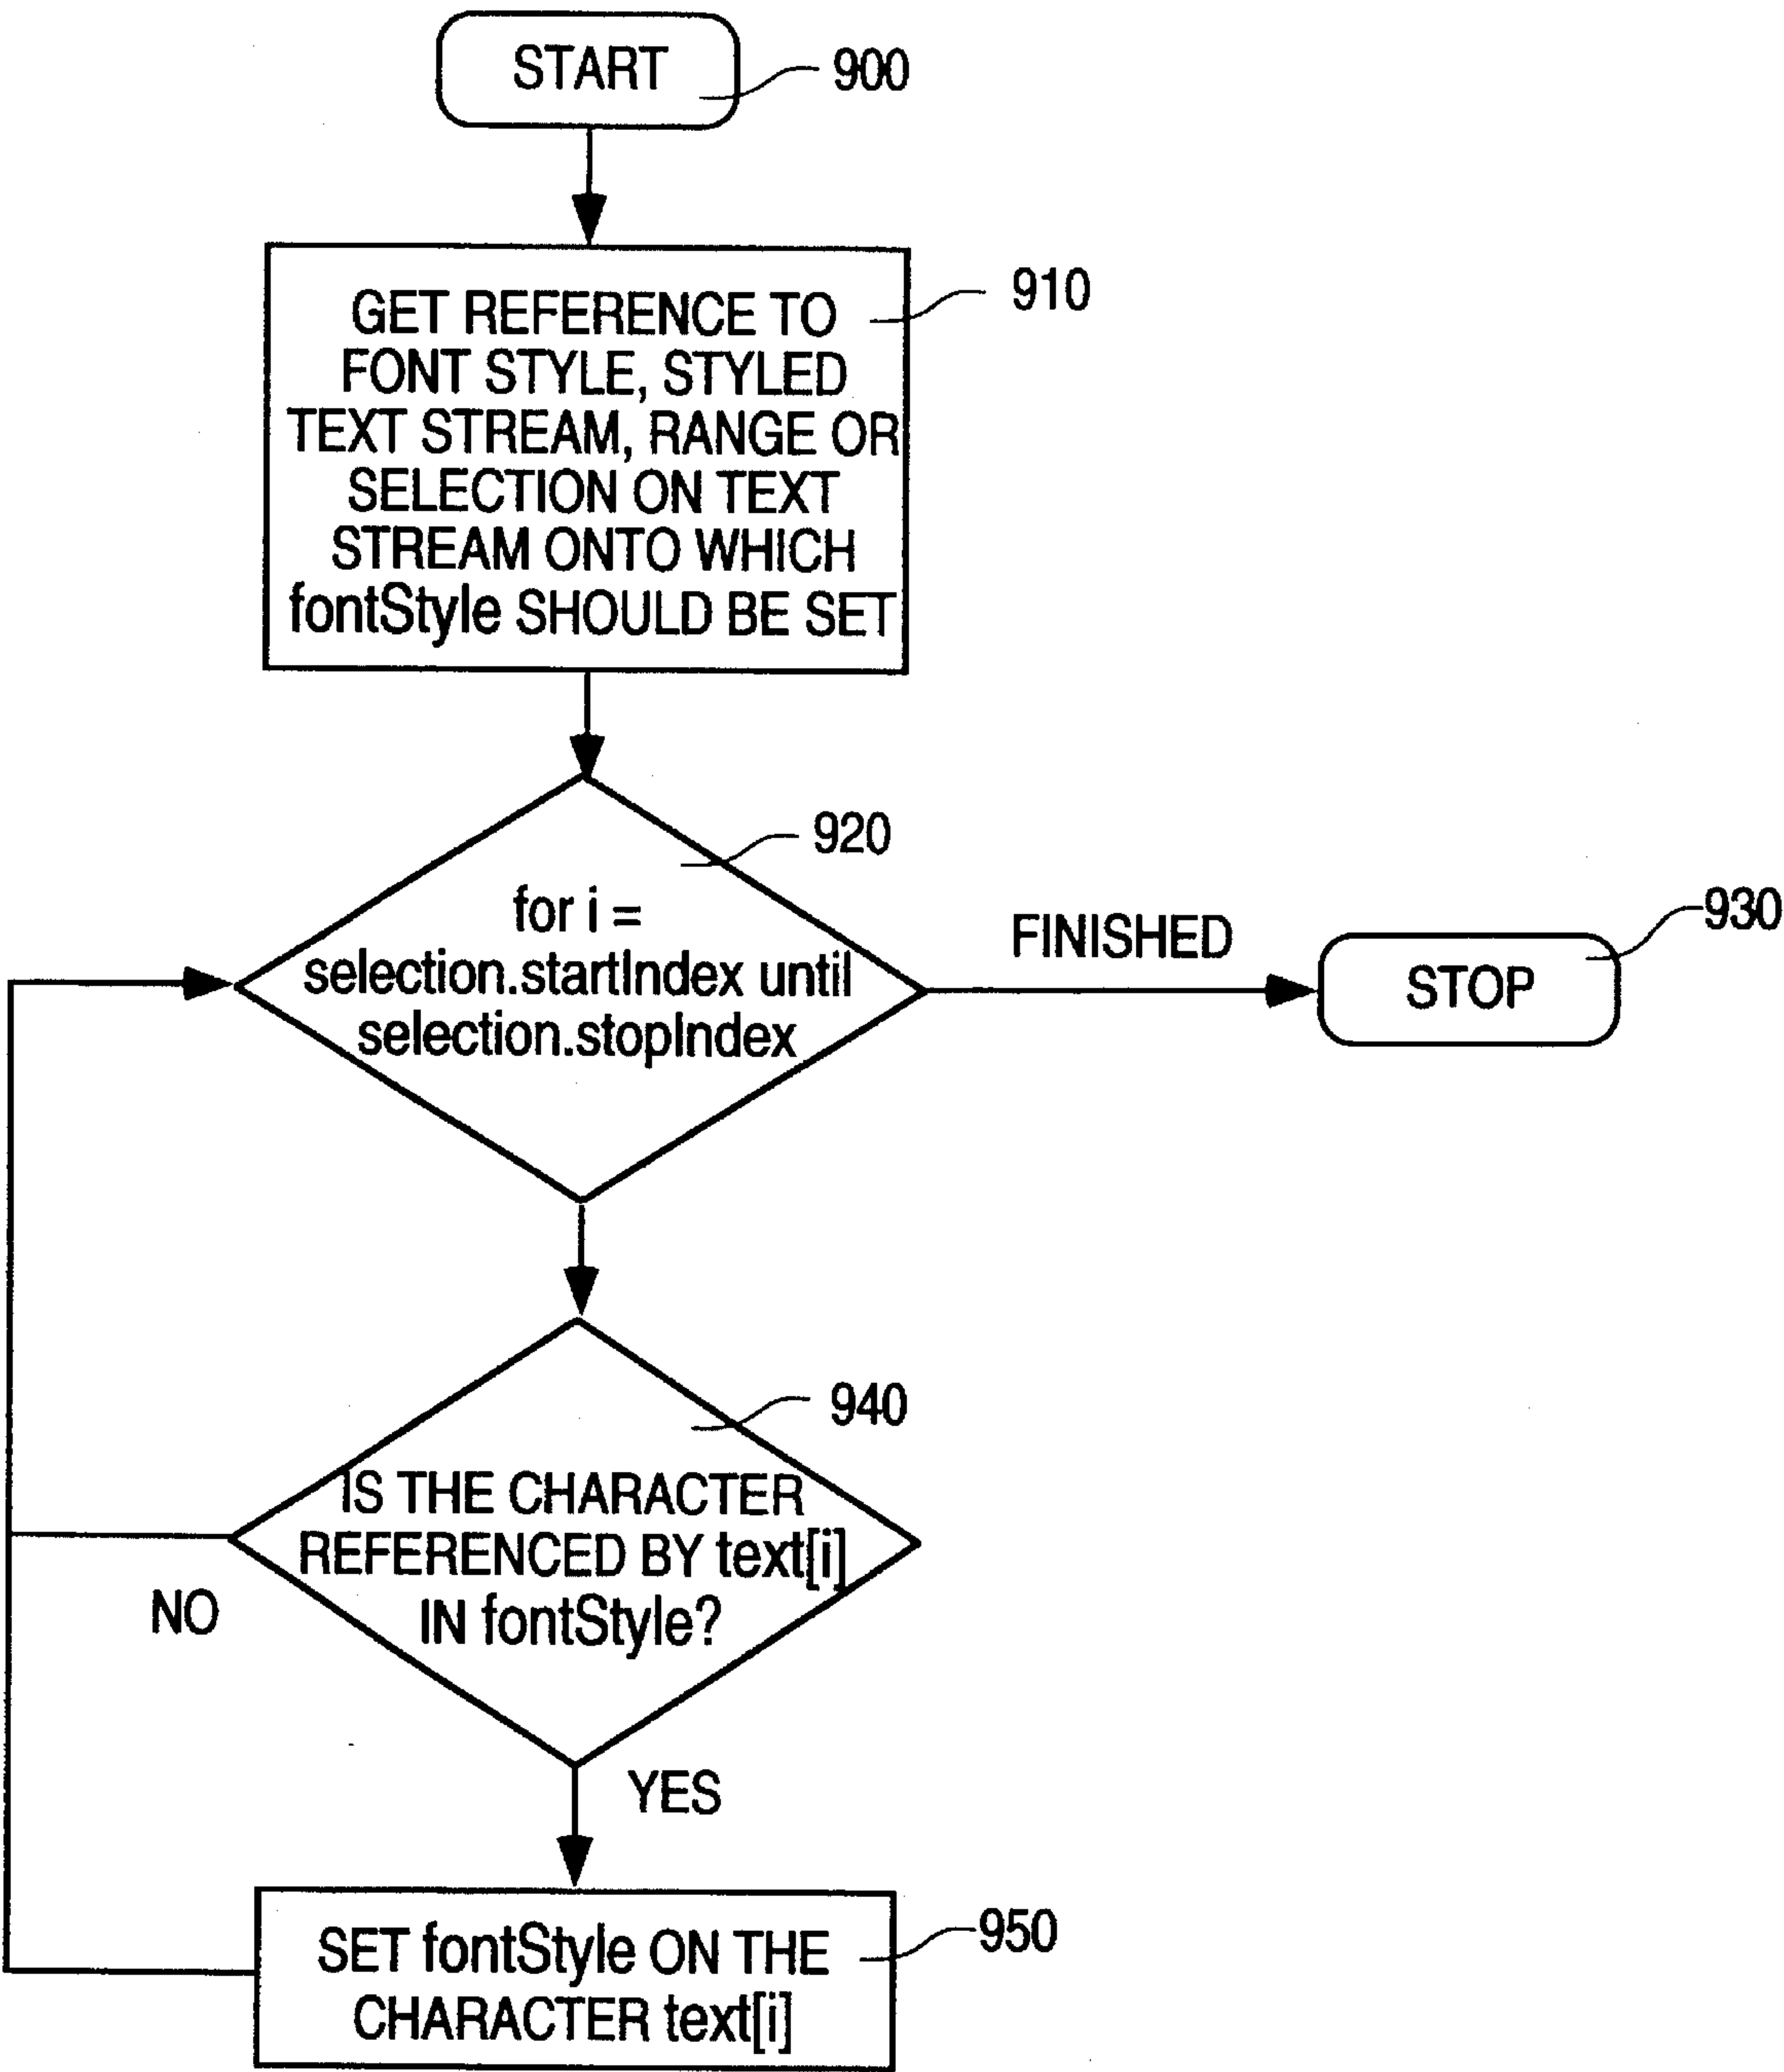 START
900
GET REFERENCE TO
FONT STYLE, STYLED
TEXT STREAM, RANGE OR
SELECTION ON TEXT
STREAM ONTO WHICH
fontStyle SHOULD BE SET
910
920
for i =
selection.startIndex until
selection.stopIndex
FINISHED
930
STOP
940
IS THE CHARACTER
REFERENCED BY text[i]
IN fontStyle?
NO
YES
SET fontStyle ON THE
CHARACTER text[i]
950